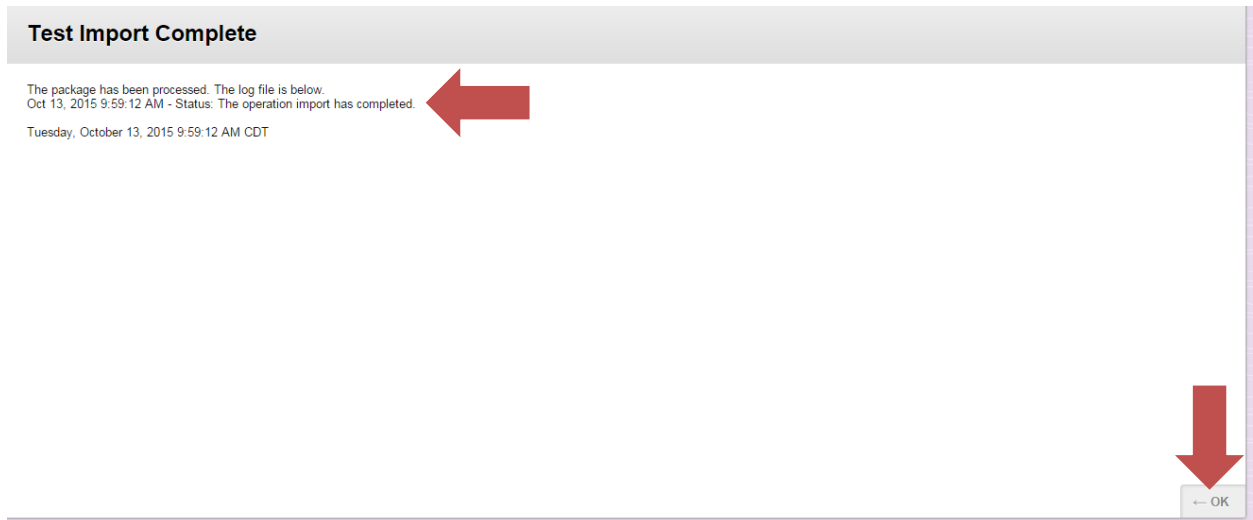 Test Import Complete
The package has been processed. The log file is below.
Oct 13, 2015 9:59:12 AM - Status: The operation import has completed.
Tuesday, October 13, 2015 9:59:12 AM CDT
← OK